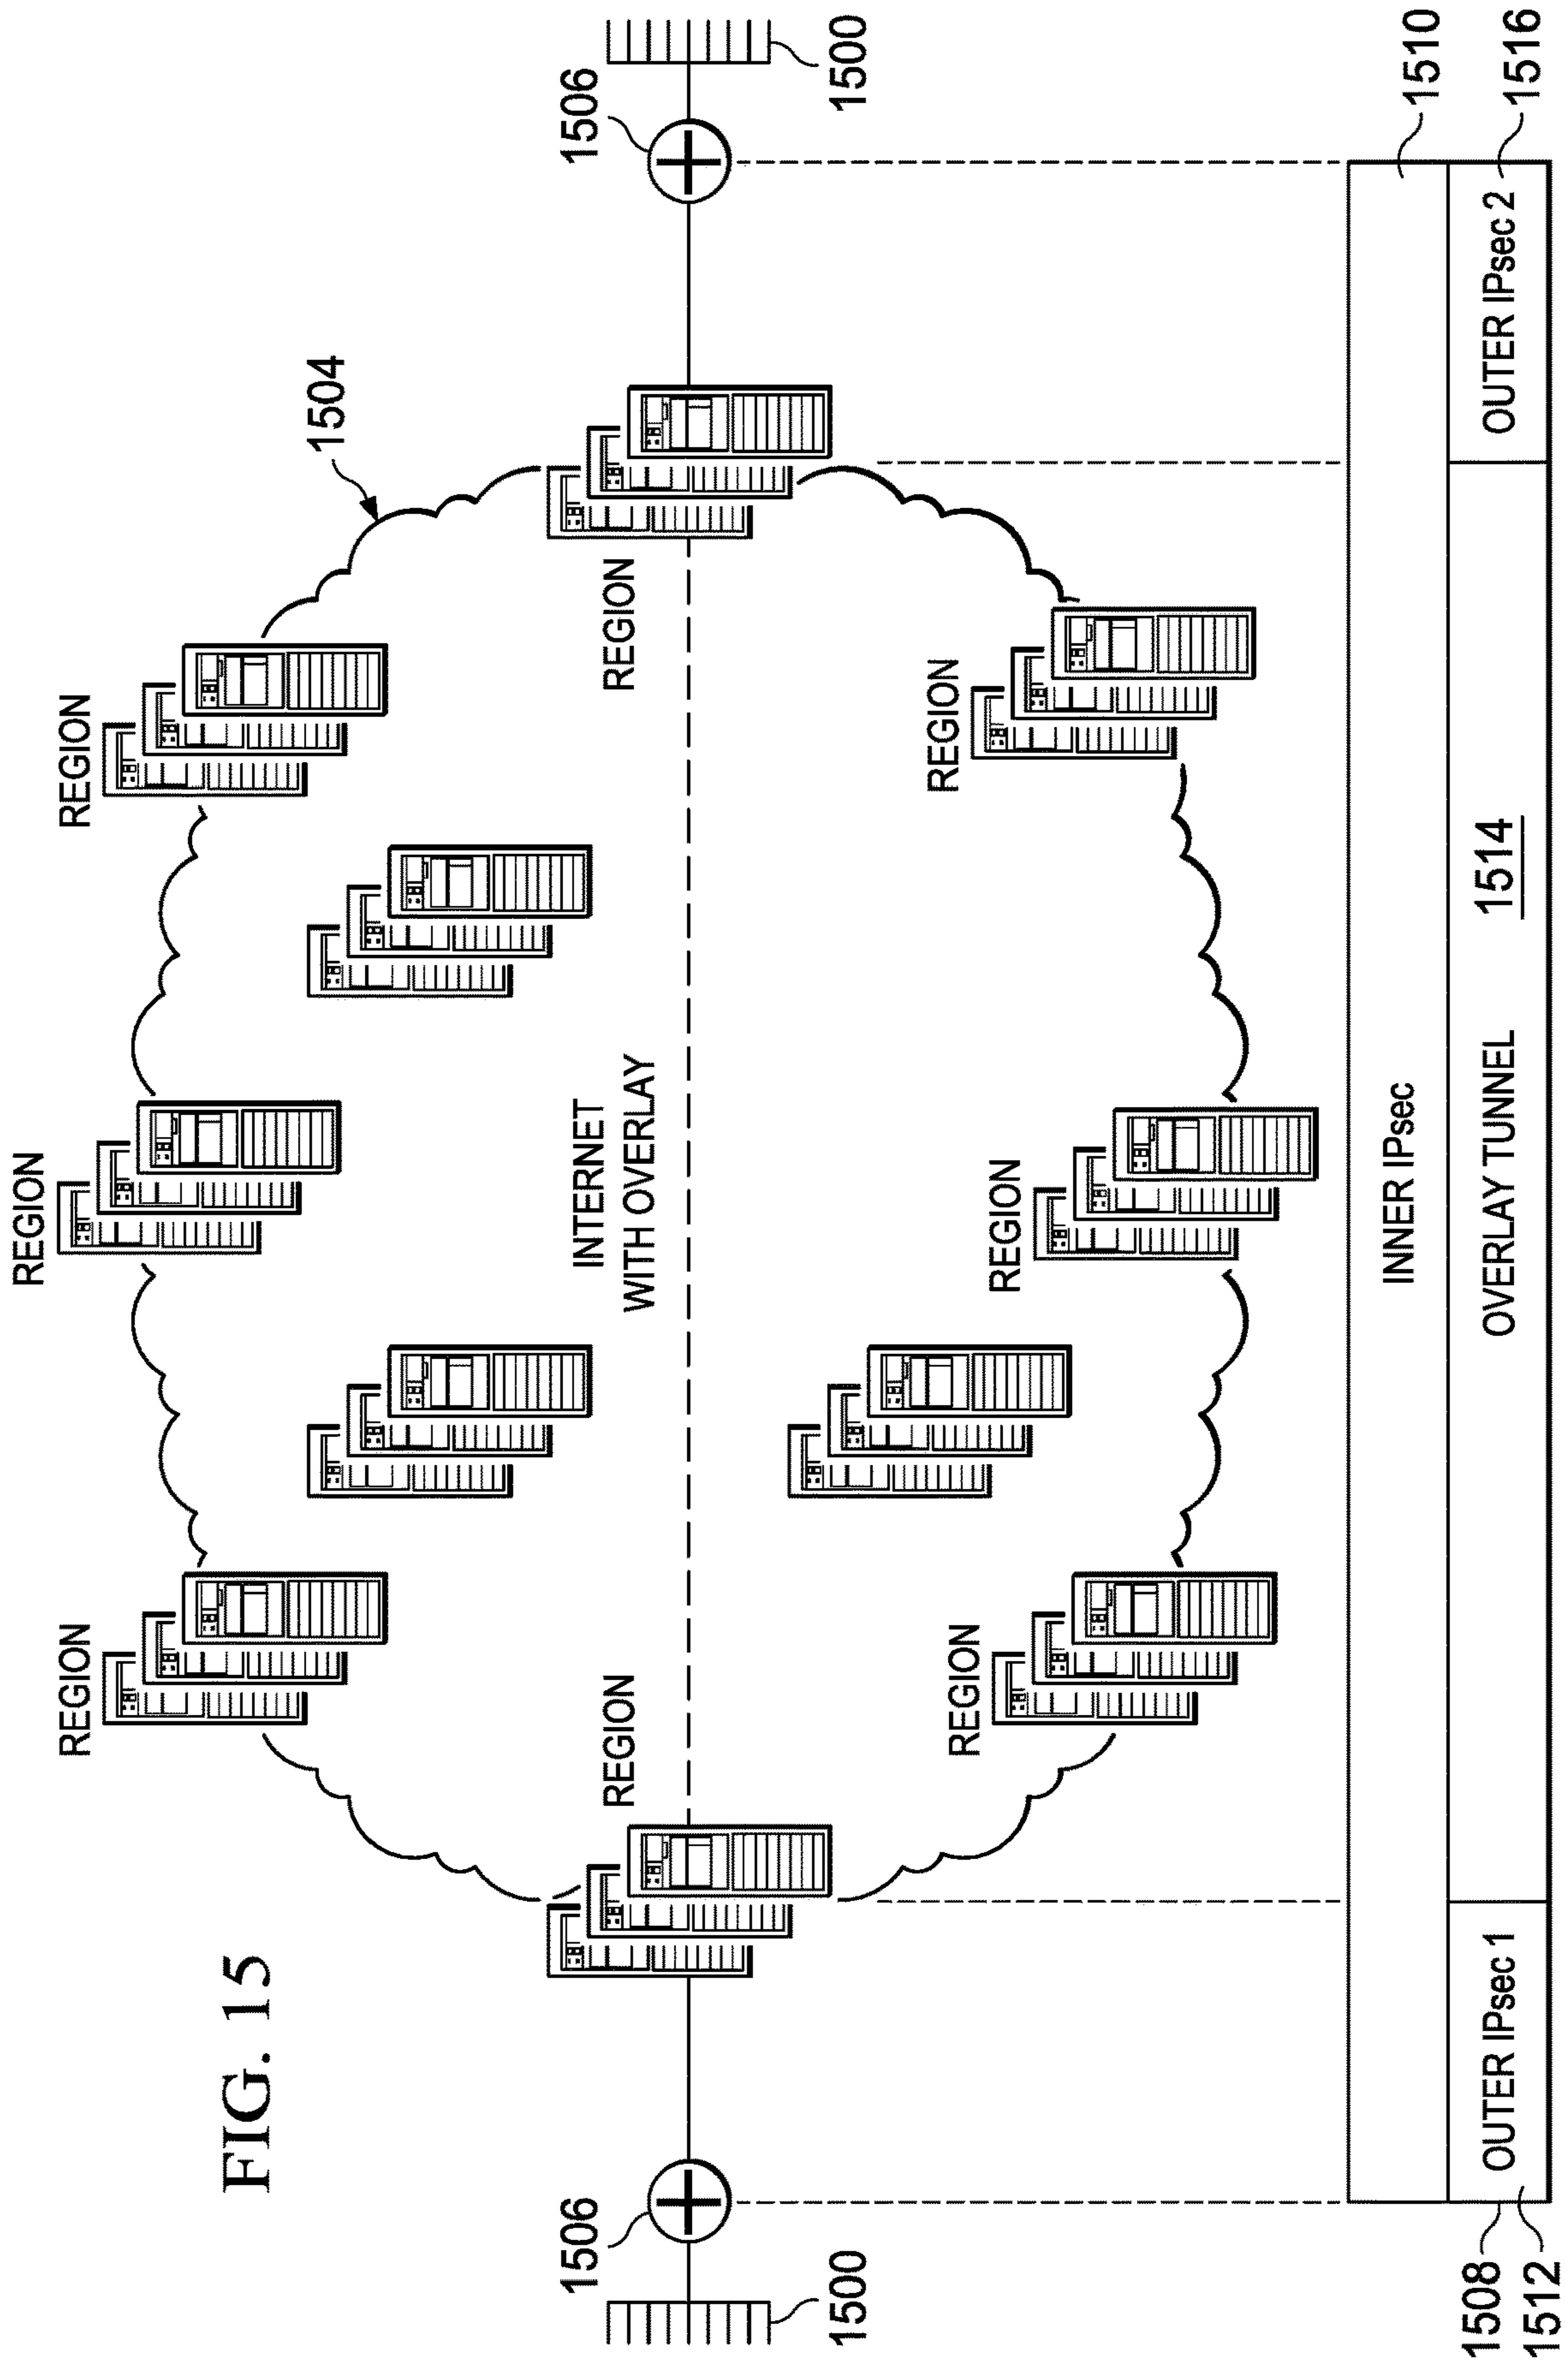 REGION
REGION
REGION
FIG. 15
1504
1506
INTERNET
WITH OVERLAY
1506
REGION
REGION
1500
1500
REGION
REGION
REGION
INNER IPsec
1510
1508
OUTER IPsec 1
OVERLAY TUNNEL 1514
OUTER IPsec 2
1516
1512